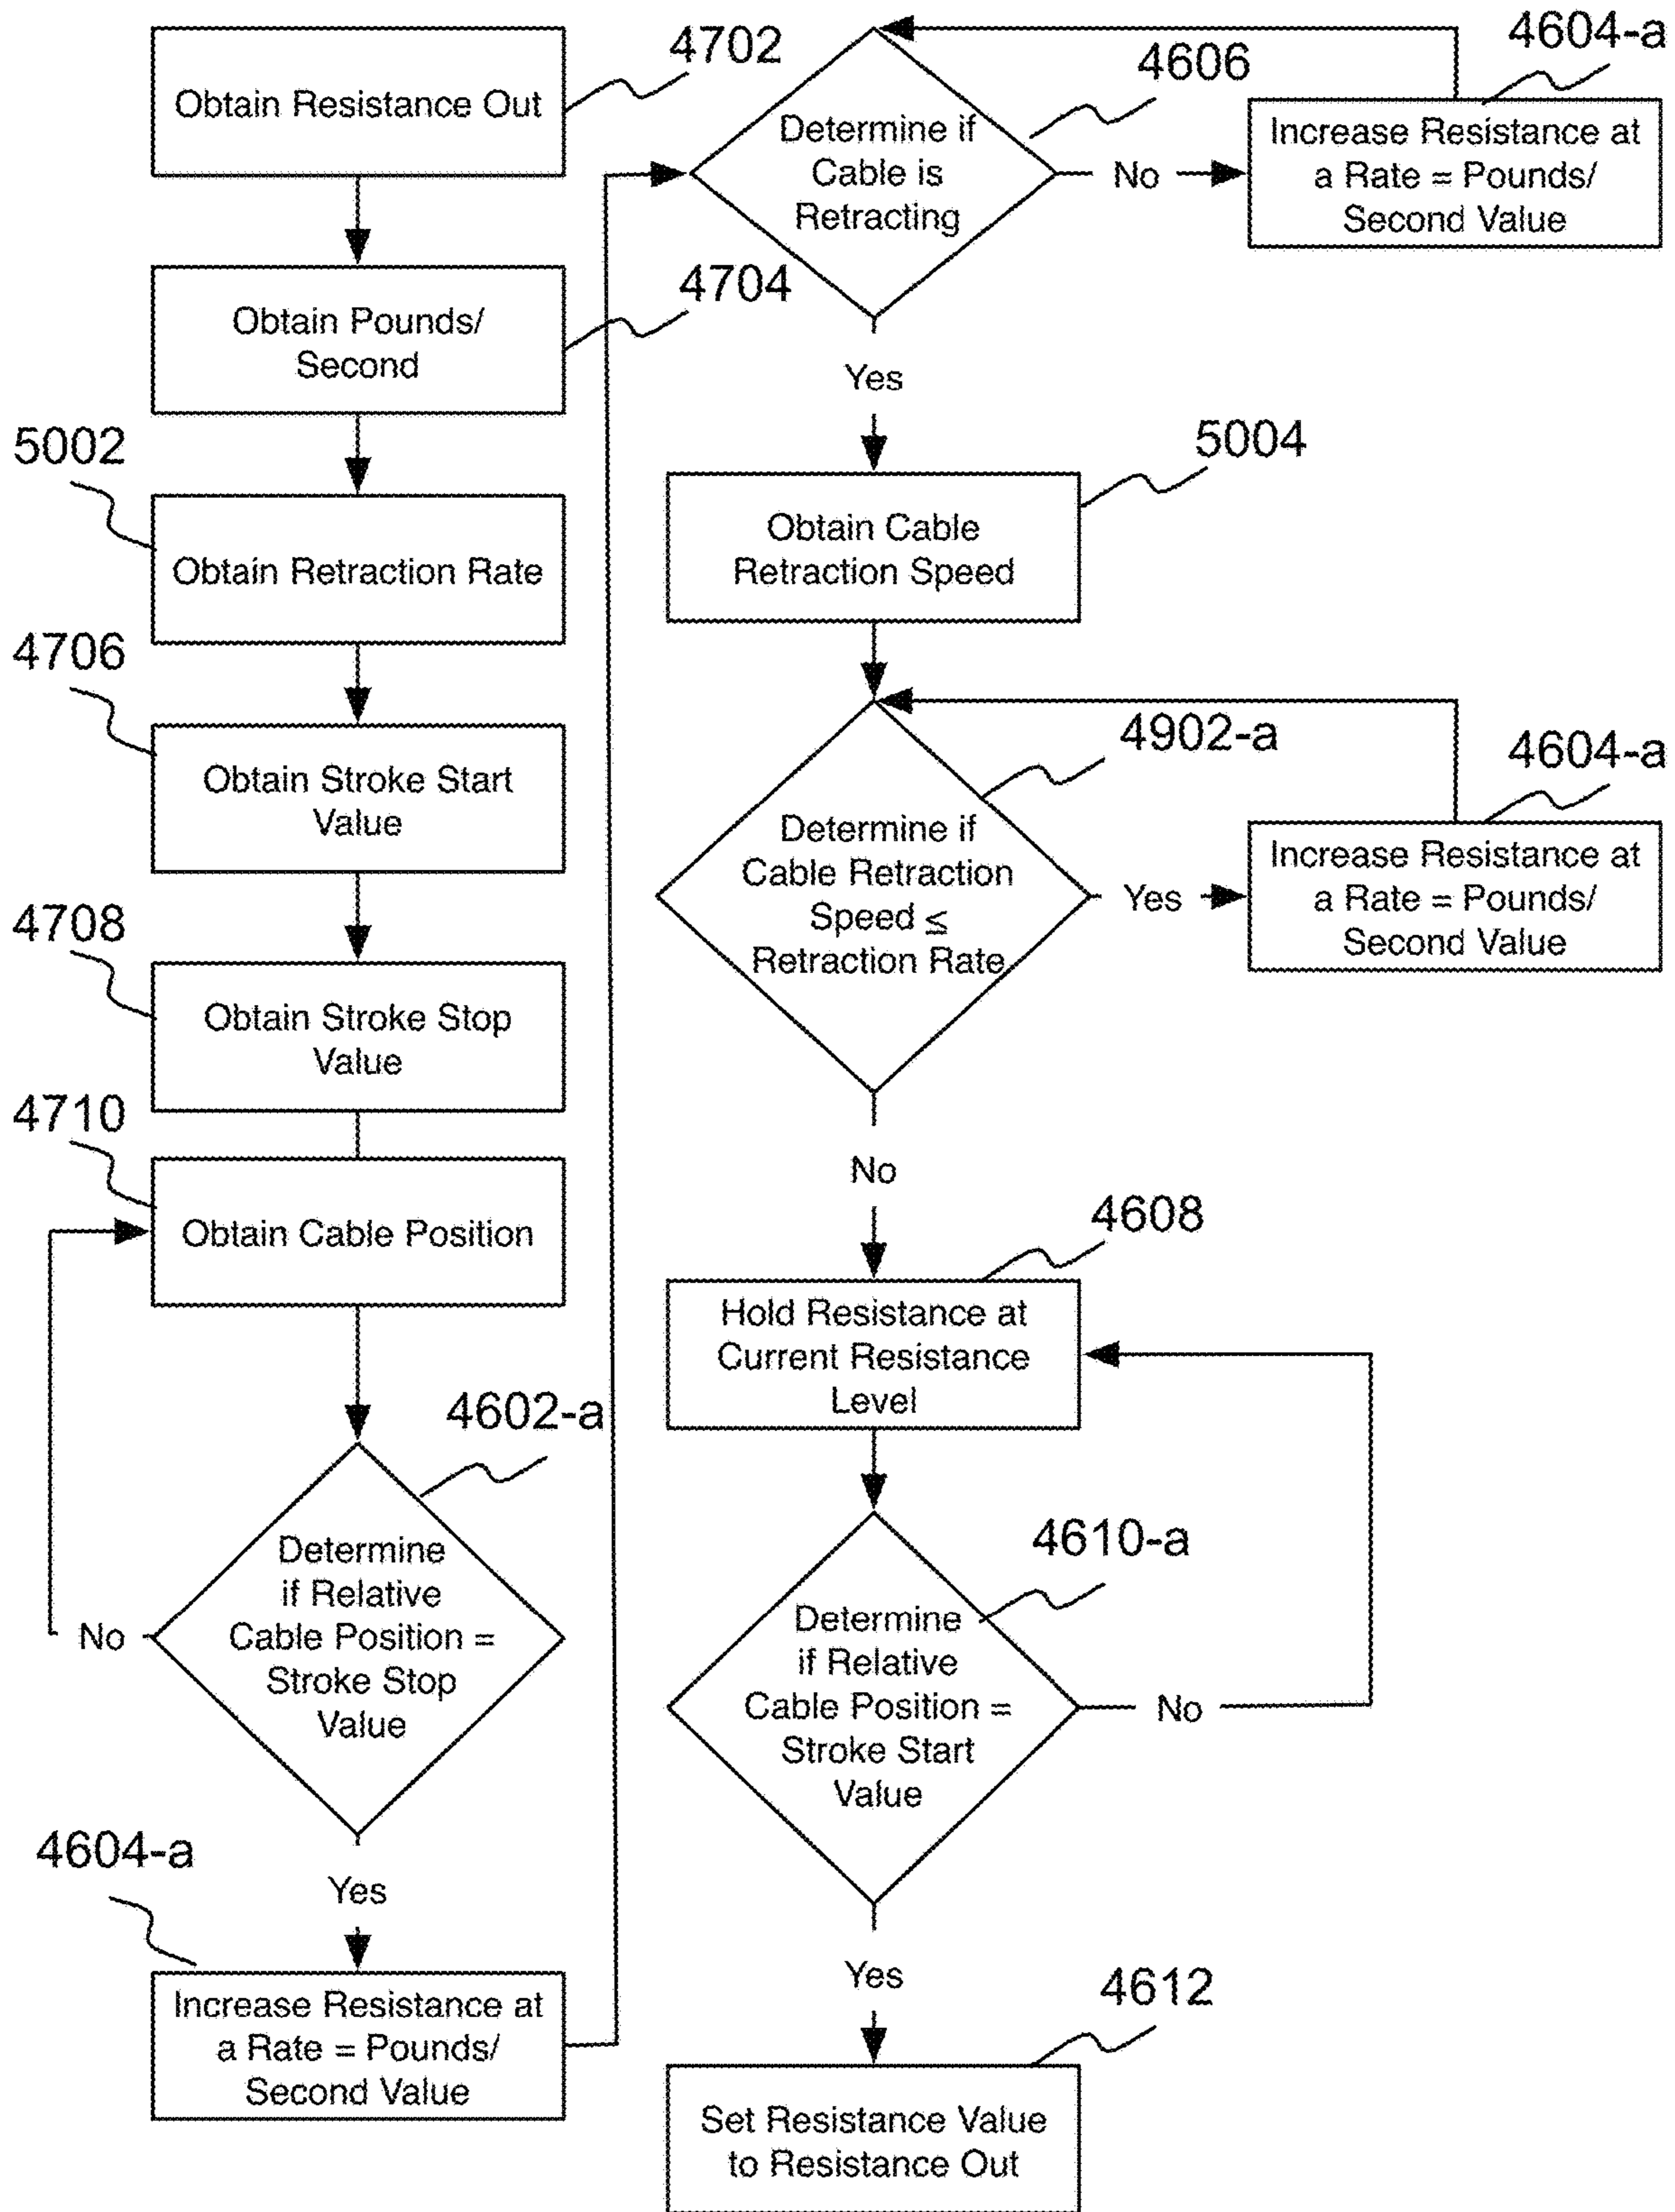 4702
Obtain Resistance Out
4704
Obtain Pounds/
Second
5002
Obtain Retraction Rate
4706
Obtain Stroke Start
Value
4708
Obtain Stroke Stop
Value
4710
Obtain Cable Position
4602-a
Determine
if Relative
Cable Position =
Stroke Stop
Value
No
Yes
4604-a
Increase Resistance at
a Rate = Pounds/
Second Value
4606
Determine if
Cable is
Retracting
No
4604-a
Increase Resistance at
a Rate = Pounds/
Second Value
Yes
5004
Obtain Cable
Retraction Speed
4902-a
Determine if
Cable Retraction
Speed ≤
Retraction Rate
Yes
4604-a
Increase Resistance at
a Rate = Pounds/
Second Value
No
4608
Hold Resistance at
Current Resistance
Level
4610-a
Determine
if Relative
Cable Position =
Stroke Start
Value
No
Yes
4612
Set Resistance Value
to Resistance Out